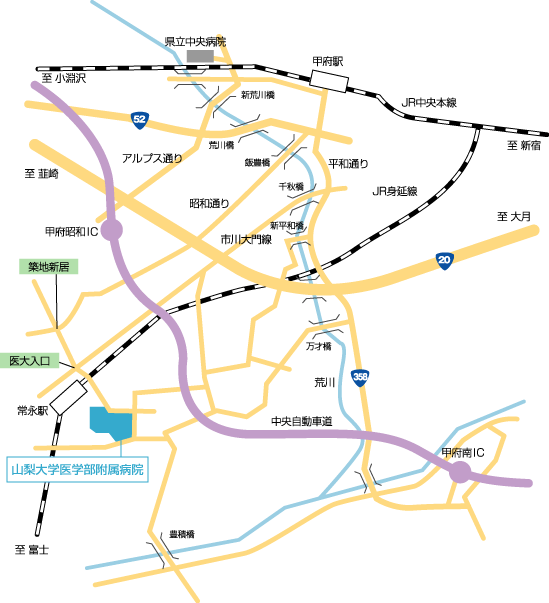 県立中央病院
甲府駅
至 小淵沢
新荒川橋
JR中央本線
52
荒川橋
至 新宿
アルプス通り
飯豊橋
平和通り
至 韮崎
千秋橋
JR身延線
昭和通り
至 大月
新平和橋
甲府昭和IC
市川大門線
20
築地新居
万才橋
医大入口
358
荒川
常永駅
中央自動車道
甲府南IC
山梨大学医学部附属病院
豊積橋
至 富士